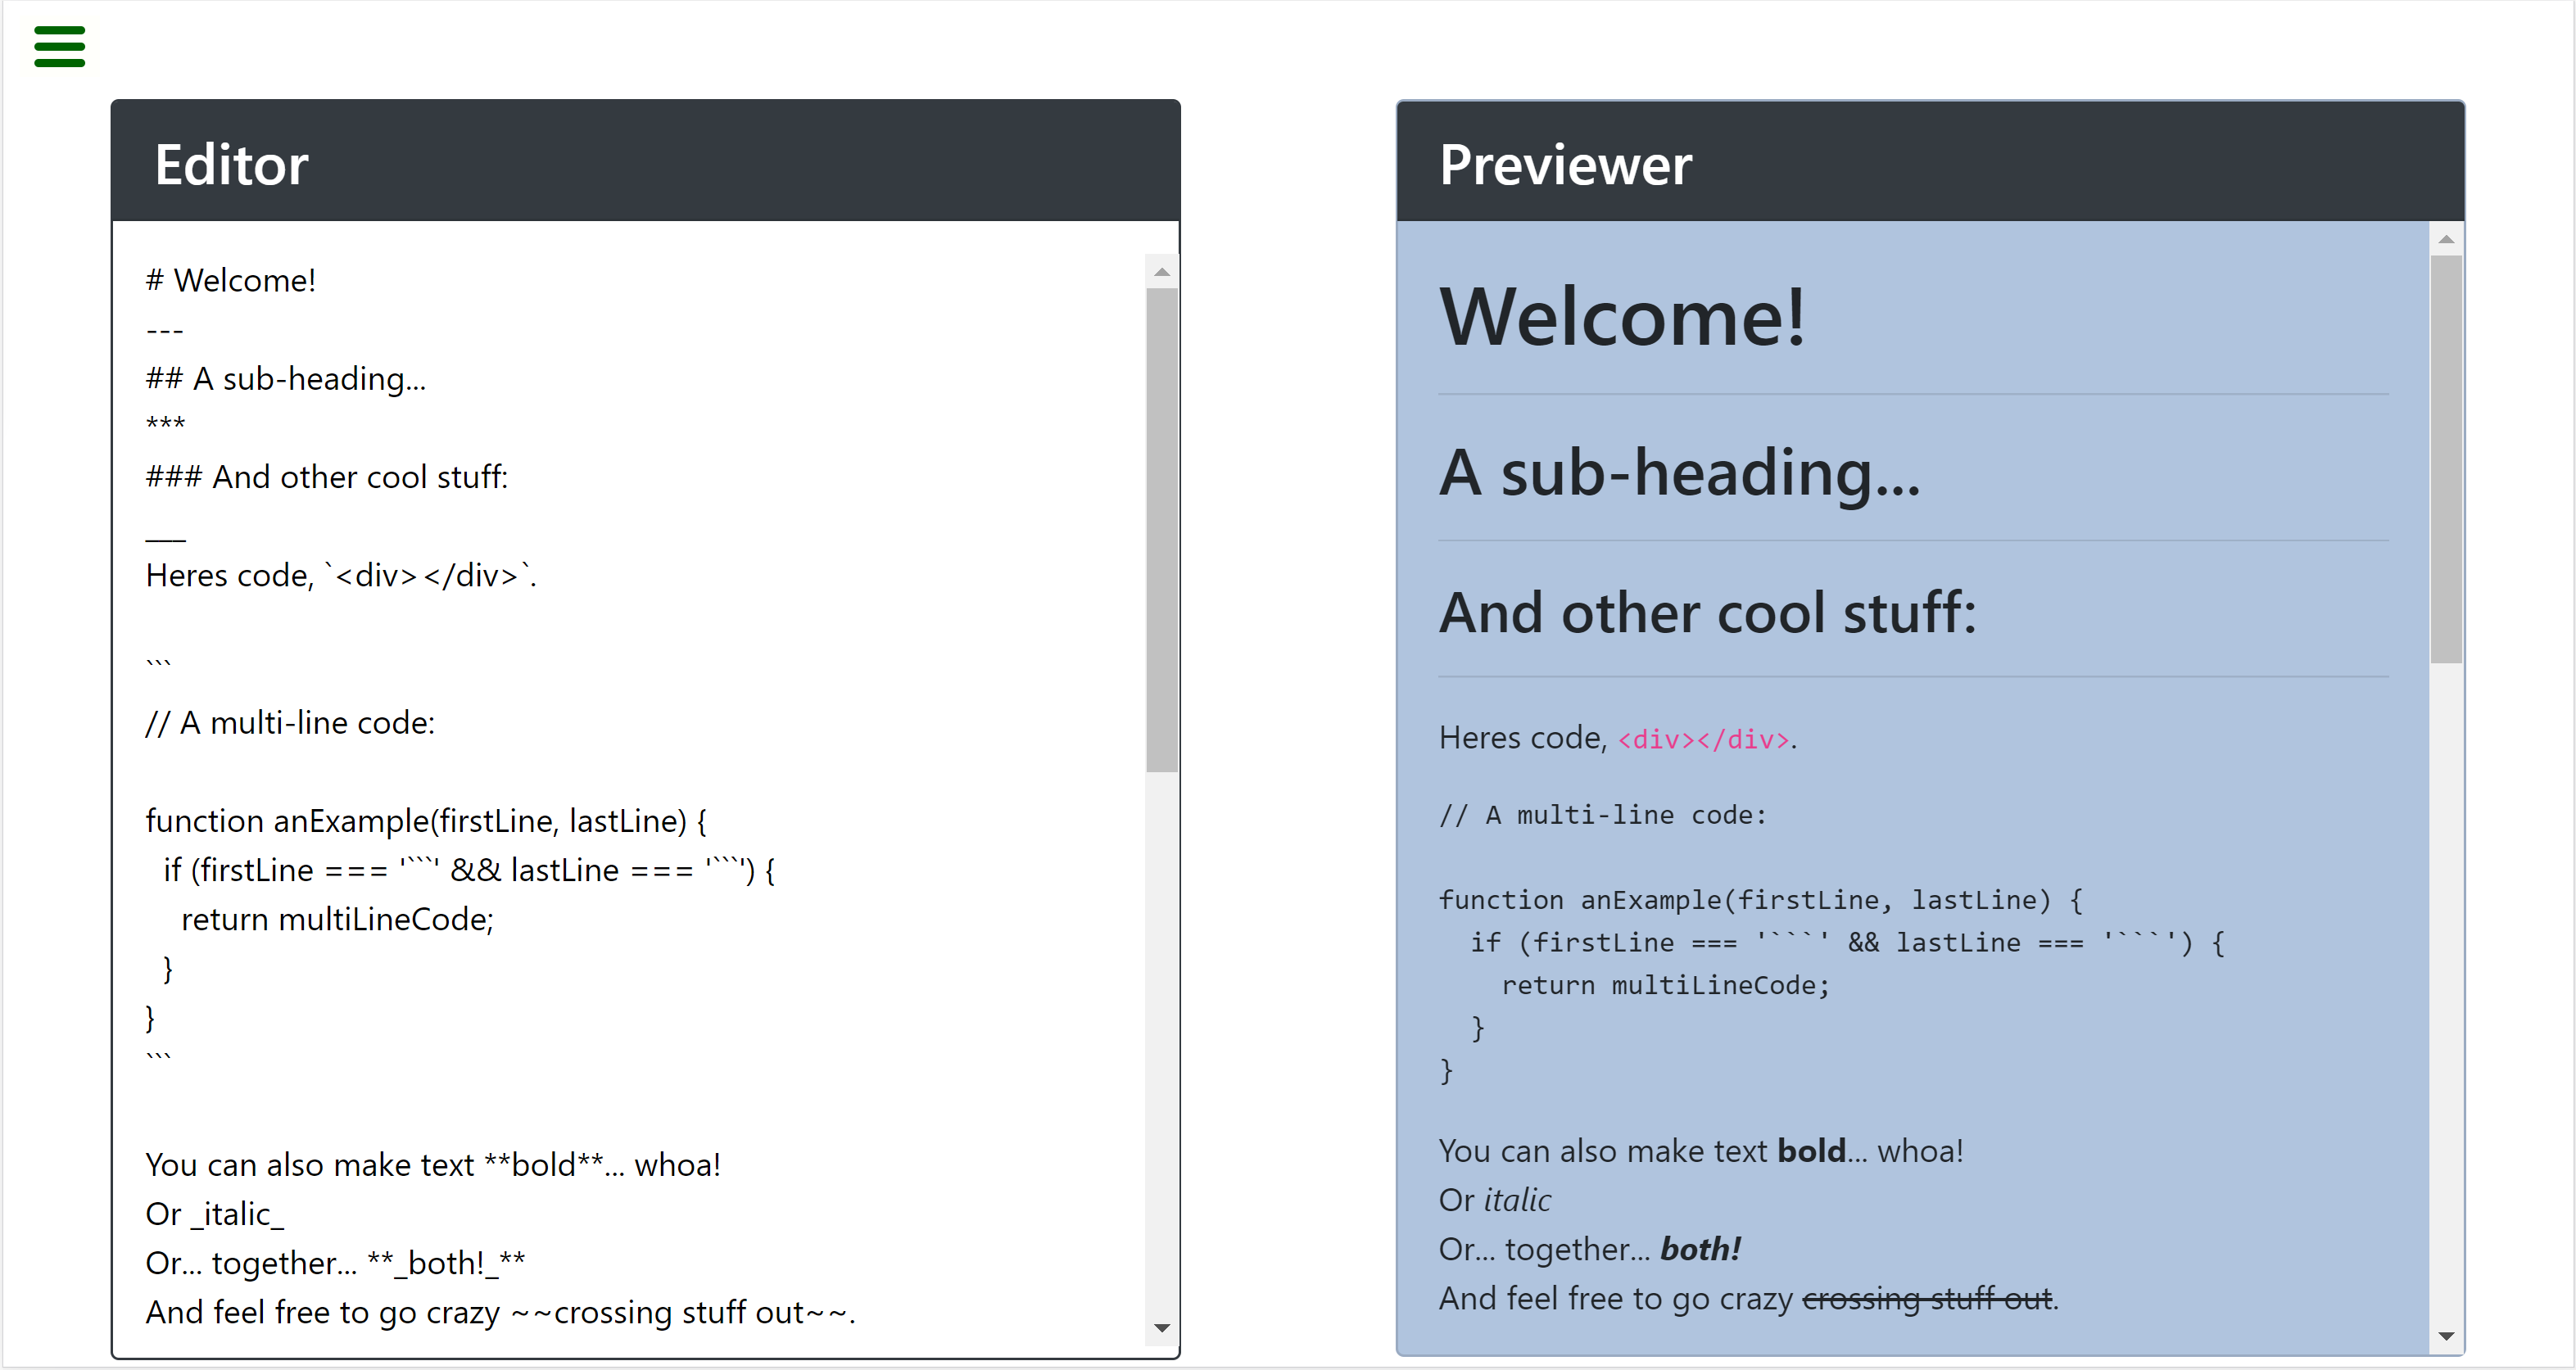 Editor
# Welcome!
---
## A sub-heading...
***
### And other cool stuff:
___
Heres code, `<div></div>`.
```
// A multi-line code:
function anExample(firstLine, lastLine) {
  if (firstLine === '```' && lastLine === '```') {
    return multiLineCode;
  }
}
```
You can also make text **bold**... whoa!
Or _italic_
Or... together... **_both!_**
And feel free to go crazy ~~crossing stuff out~~.
Previewer
Welcome!
A sub-heading...
And other cool stuff:
Heres code, <div></div>.
// A multi-line code:
function anExample(firstLine, lastLine) {
  if (firstLine === '```' && lastLine === '```') {
    return multiLineCode;
  }
}
You can also make text bold... whoa!
Or italic
Or... together... both!
And feel free to go crazy crossing stuff out.